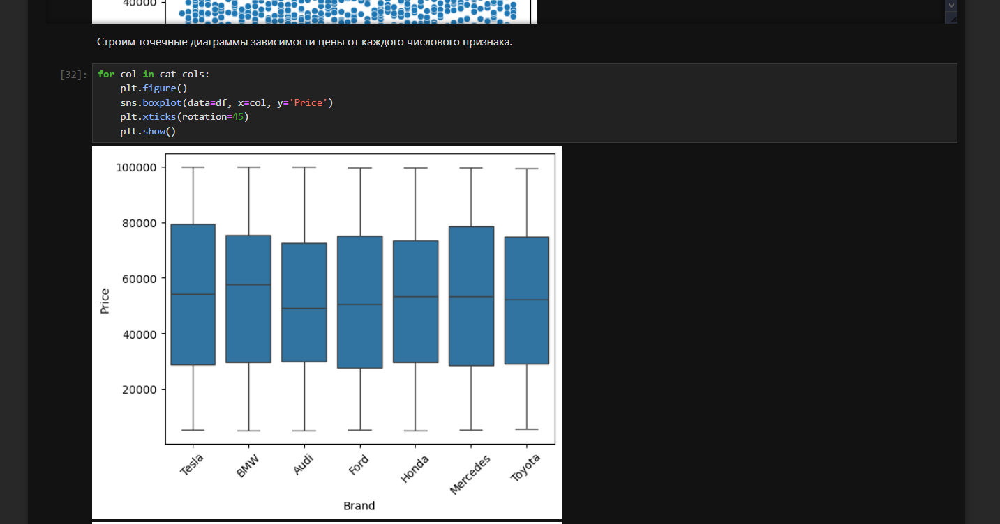 40000
Строим точечные диаграммы зависимости цены от каждого числового признака.
[32]:
for col in cat_cols:
    plt.figure()
    sns.boxplot(data=df, x=col, y='Price')
    plt.xticks(rotation=45)
    plt.show()
100000
80000
60000
40000
20000
Price
Tesla
BMW
Audi
Ford
Honda
Mercedes
Toyota
Brand